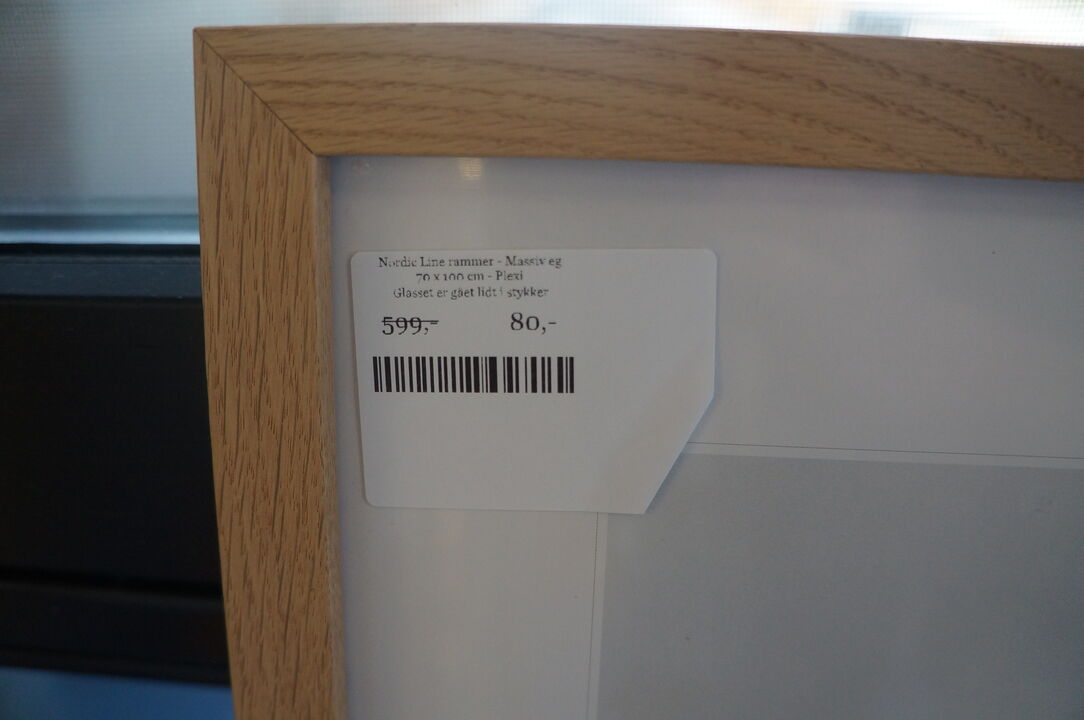 Nordic Line rammer - Massiv eg
70 x 100 cm - Plexi
Glasset er gået lidt i stykker
599,- 80,-